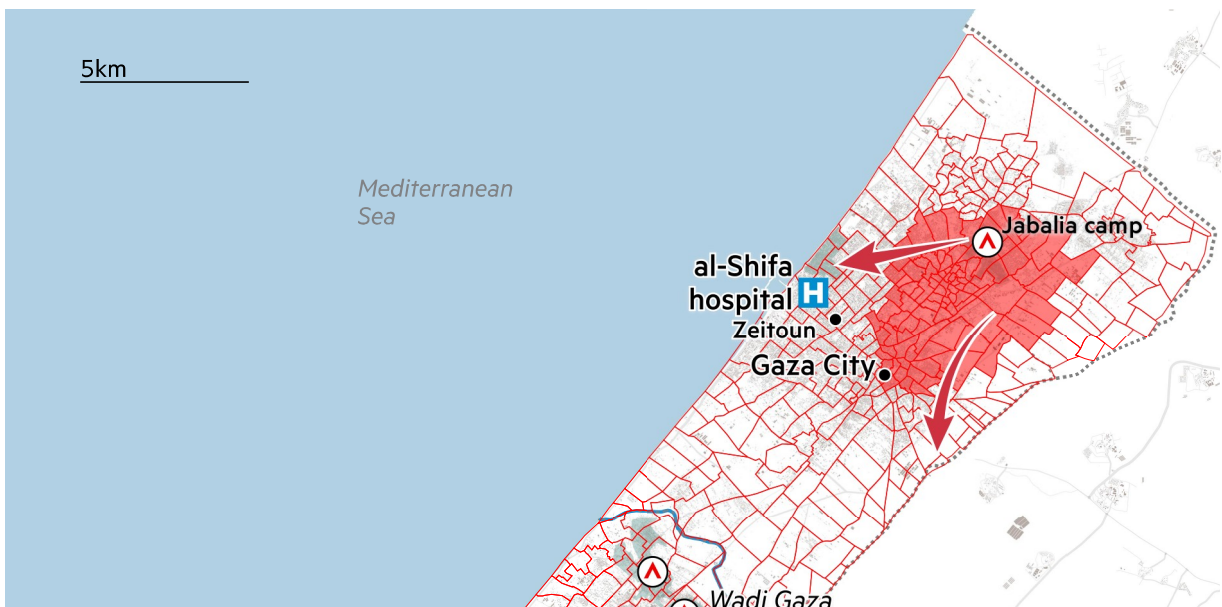 5km
Mediterranean
Sea
Jabalia camp
al-Shifa
hospital H
Zeitoun
Gaza City
Wadi Gaza